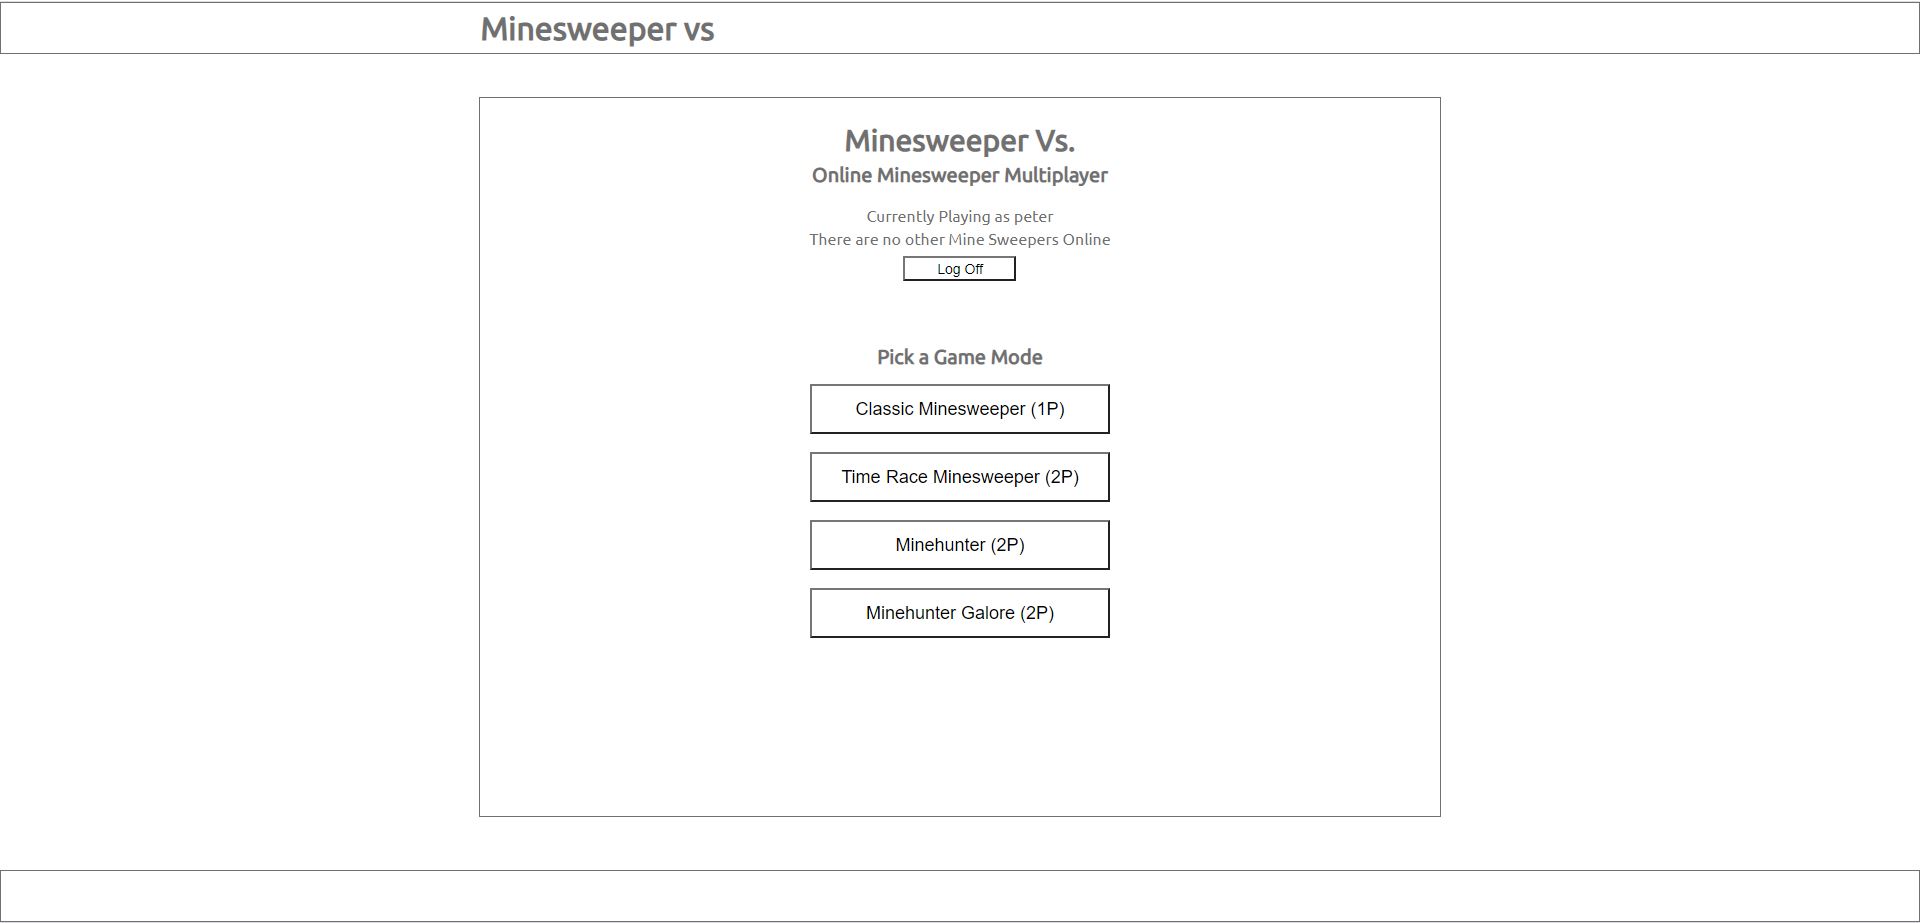 Minesweeper vs
Minesweeper Vs.
Online Minesweeper Multiplayer
Currently Playing as peter
There are no other Mine Sweepers Online
Log Off
Pick a Game Mode
Classic Minesweeper (1P)
Time Race Minesweeper (2P)
Minehunter (2P)
Minehunter Galore (2P)